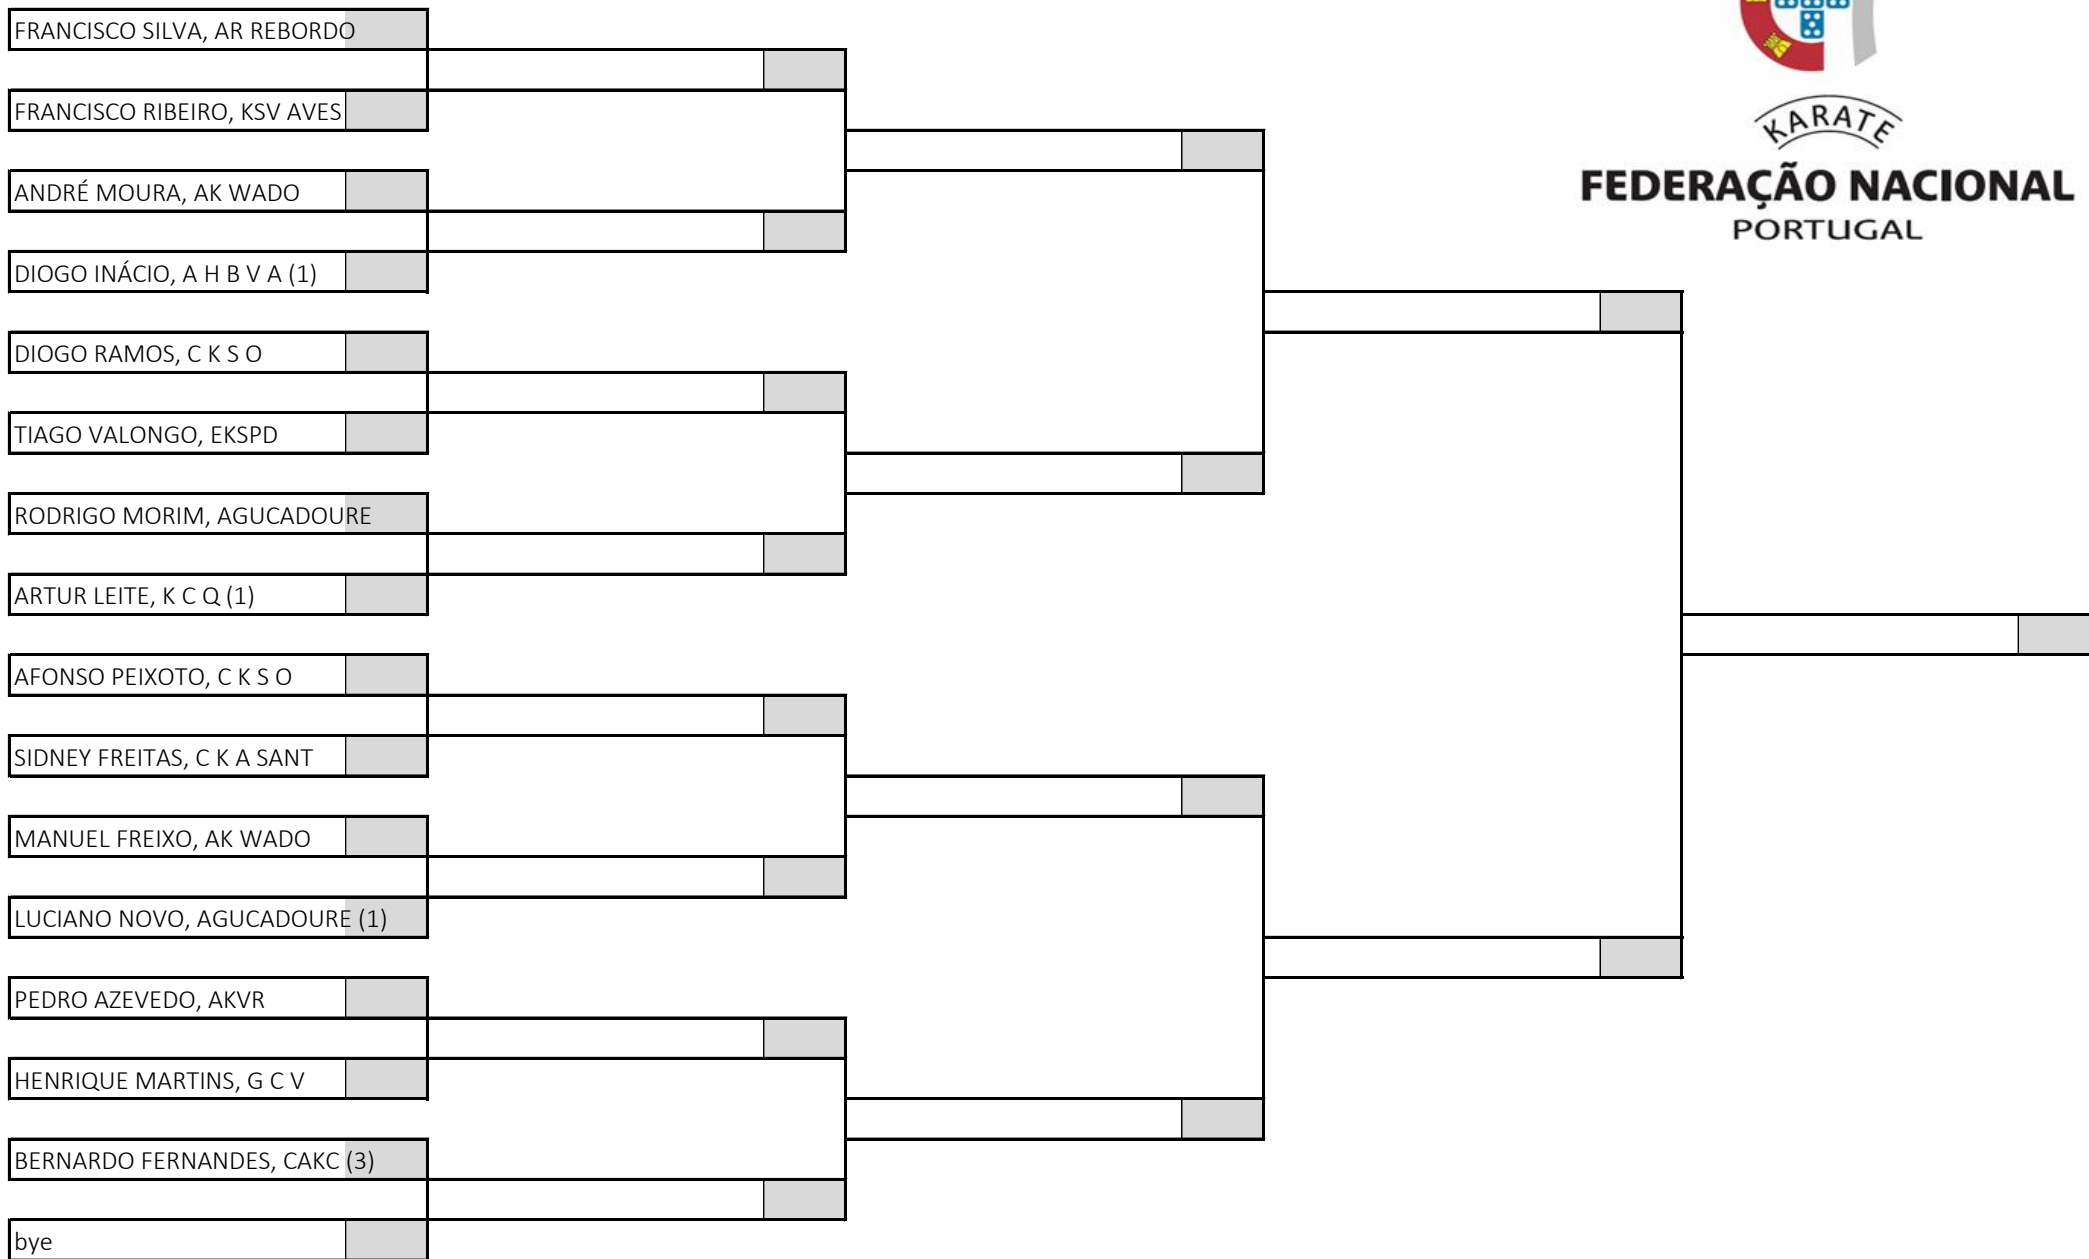 FRANCISCO SILVA, AR REBORDO
FRANCISCO RIBEIRO, KSV AVES
ANDRÉ MOURA, AK WADO
DIOGO INÁCIO, A H B V A (1)
DIOGO RAMOS, C K S O
TIAGO VALONGO, EKSPD
RODRIGO MORIM, AGUCADOURE
ARTUR LEITE, K C Q (1)
AFONSO PEIXOTO, C K S O
SIDNEY FREITAS, C K A SANT
MANUEL FREIXO, AK WADO
LUCIANO NOVO, AGUCADOURE (1)
PEDRO AZEVEDO, AKVR
HENRIQUE MARTINS, G C V
BERNARDO FERNANDES, CAKC (3)
bye
KARATE
FEDERAÇÃO NACIONAL
PORTUGAL